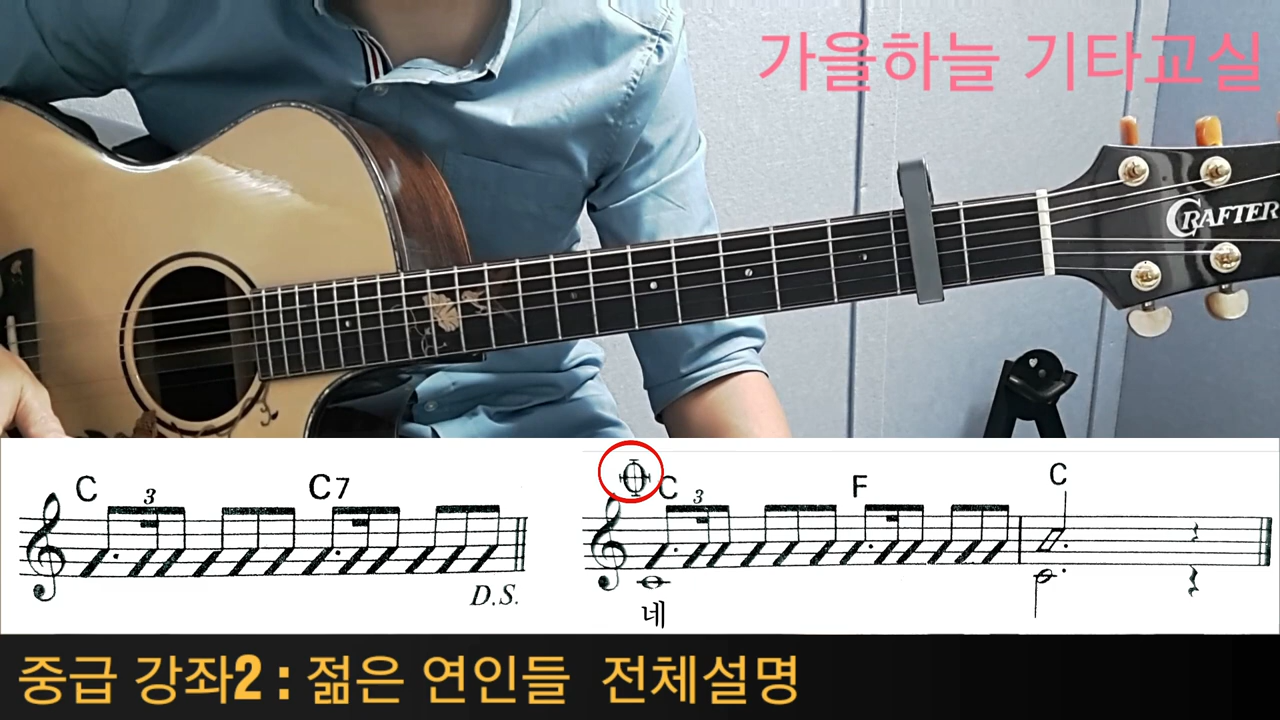 가을하늘 기타교실
CRAFTER
C 3 C7
C 3 F C
D.S.
네
중급 강좌2 : 젊은 연인들 전체설명